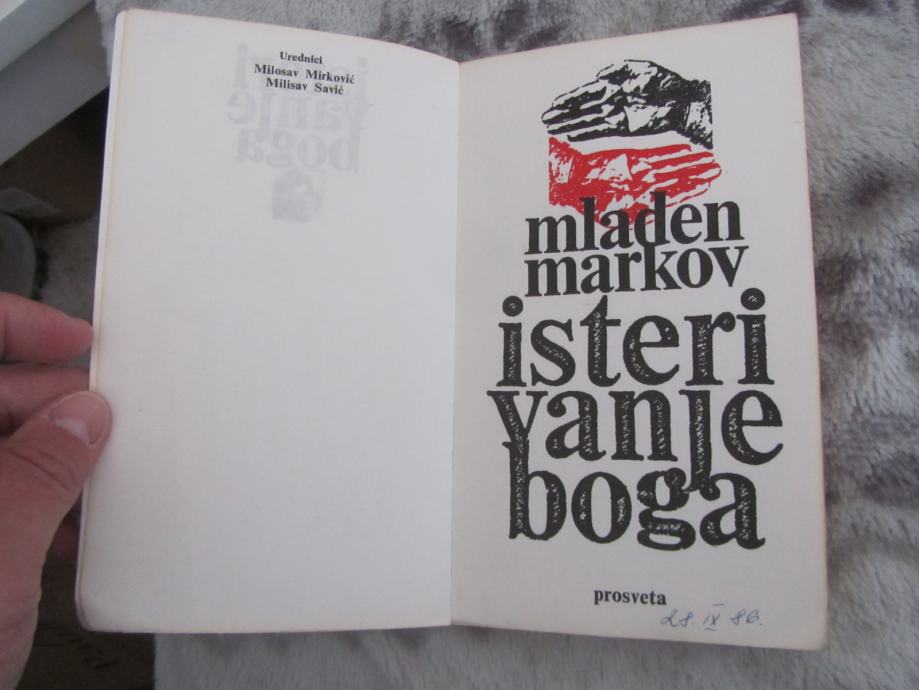 Urednici
Milosav Mirković
Milisav Savić
mladen
markov
isteri
vanje
boga
prosveta
28. IX 86.